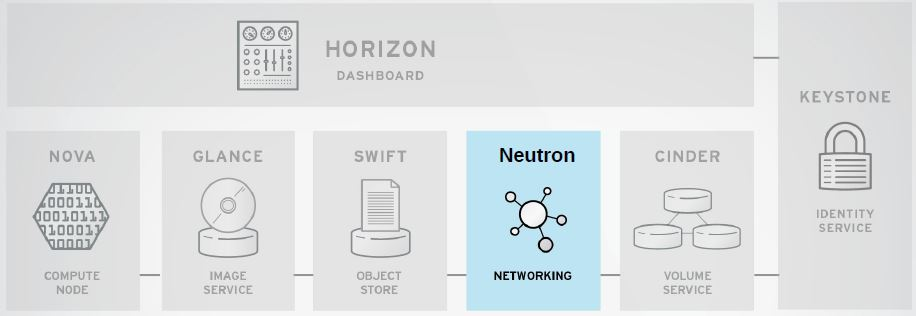 HORIZON
DASHBOARD
KEYSTONE
IDENTITY
SERVICE
NOVA
COMPUTE
NODE
GLANCE
IMAGE
SERVICE
SWIFT
OBJECT
STORE
Neutron
NETWORKING
CINDER
VOLUME
SERVICE